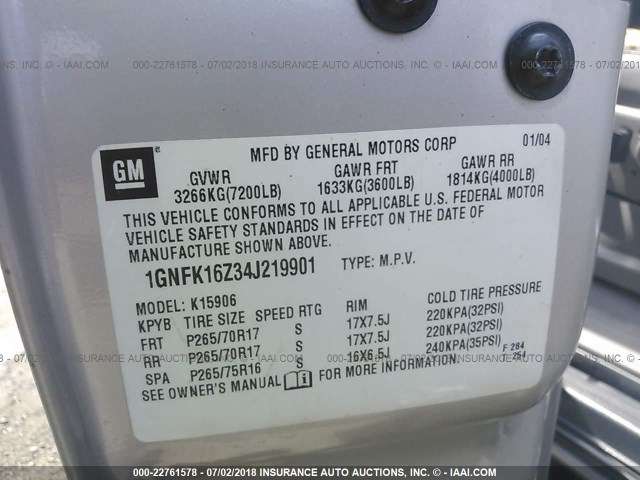 000-22761578 - 07/02/2018 - INSURANCE AUTO AUCTIONS, INC. - IAAI.COM
GM
MFD BY GENERAL MOTORS CORP 01/04
GVWR GAWR FRT GAWR RR
3266KG(7200LB) 1633KG(3600LB) 1814KG(4000LB)
THIS VEHICLE CONFORMS TO ALL APPLICABLE U.S. FEDERAL MOTOR
VEHICLE SAFETY STANDARDS IN EFFECT ON THE DATE OF
MANUFACTURE SHOWN ABOVE.
1GNFK16Z34J219901 TYPE: M.P.V.
MODEL: K15906
KPYB TIRE SIZE SPEED RTG RIM COLD TIRE PRESSURE
FRT P265/70R17 S 17X7.5J 220KPA(32PSI)
RR P265/70R17 S 17X7.5J 220KPA(32PSI)
SPA P265/75R16 S 16X6.5J 240KPA(35PSI)
F 284
E 254
SEE OWNER'S MANUAL FOR MORE INFORMATION
000-22761578 - 07/02/2018 - INSURANCE AUTO AUCTIONS, INC. - IAAI.COM